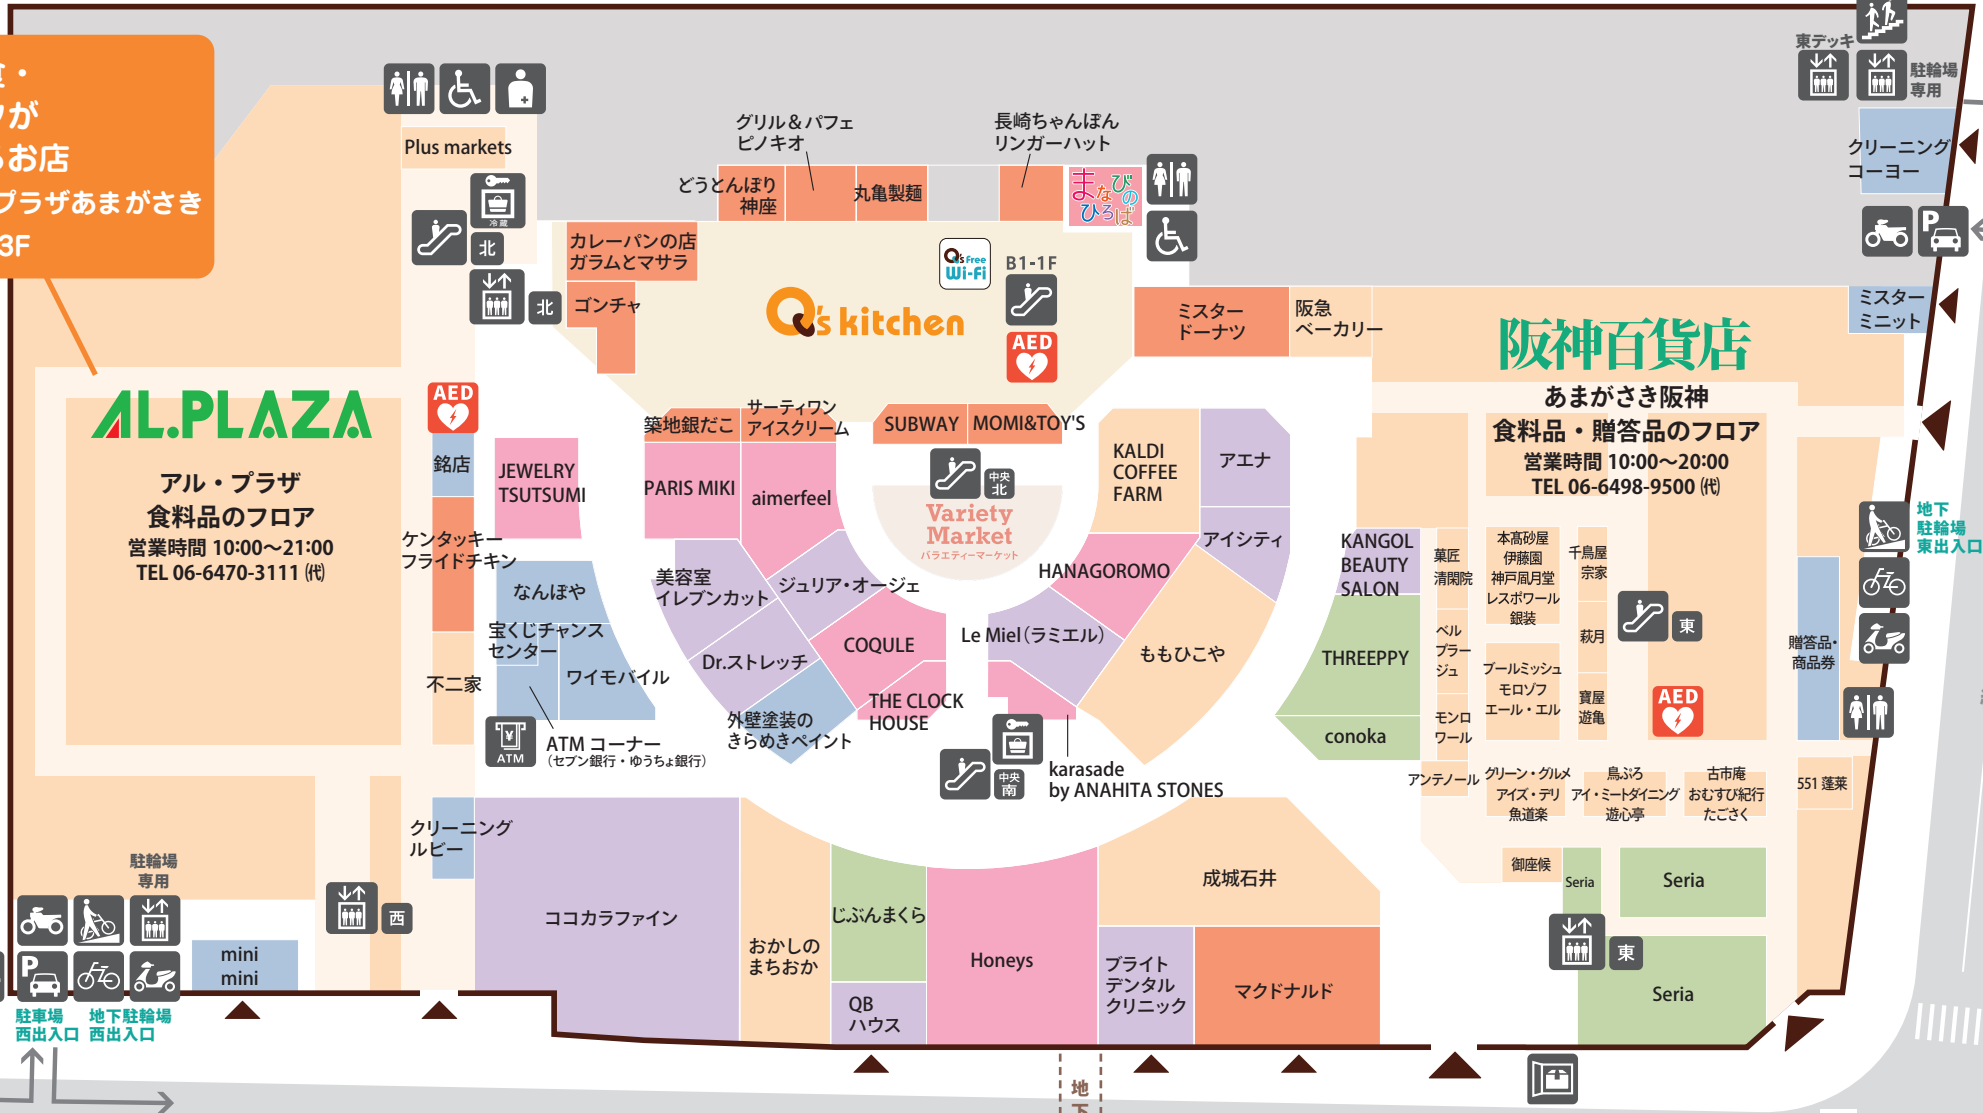 お店
プラザあまがさき
3F
Plus markets
冷蔵
北
北
AL.PLAZA
アル・プラザ
食料品のフロア
営業時間 10:00～21:00
TEL 06-6470-3111 ㈹
AED
銘店
ケンタッキー
フライドチキン
不二家
クリーニング
ルビー
JEWELRY
TSUTSUMI
なんぼや
宝くじチャンス
センター
ワイモバイル
ATM
ATM コーナー
（セブン銀行・ゆうちょ銀行）
駐輪場
専用
西
mini
mini
P
駐車場
西出入口
地下駐輪場
西出入口
グリル＆パフェ
ピノキオ
長崎ちゃんぽん
リンガーハット
どうとんぼり
神座
丸亀製麺
まなびの
ひろば
カレーパンの店
ガラムとマサラ
ゴンチャ
Q's kitchen
Q's Free
Wi-Fi
B1-1F
AED
ミスター
ドーナツ
阪急
ベーカリー
築地銀だこ
サーティワン
アイスクリーム
SUBWAY
MOMI&TOY'S
PARIS MIKI
aimerfeel
中央
北
Variety
Market
バラエティーマーケット
KALDI
COFFEE
FARM
アエナ
アイシティ
美容室
イレブンカット
ジュリア・オージェ
Dr.ストレッチ
COQULE
外壁塗装の
きらめきペイント
THE CLOCK
HOUSE
HANAGOROMO
Le Miel（ラミエル）
ももひこや
karasade
by ANAHITA STONES
中央
南
KANGOL
BEAUTY
SALON
THREEPPY
conoka
ココカラファイン
おかしの
まちおか
じぶんまくら
QB
ハウス
Honeys
成城石井
ブライト
デンタル
クリニック
マクドナルド
地
下
東デッキ
駐輪場
専用
クリーニング
コーヨー
P
ミスター
ミニット
阪神百貨店
あまがさき阪神
食料品・贈答品のフロア
営業時間 10:00～20:00
TEL 06-6498-9500 ㈹
菓匠
清閑院
ベル
プラー
ジュ
モンロ
ワール
アンテノール
本髙砂屋
伊藤園
神戸凮月堂
レスポワール
銀装
ブールミッシュ
モロゾフ
エール・エル
千鳥屋
宗家
萩月
寶屋
遊亀
東
AED
贈答品・
商品券
地下
駐輪場
東出入口
グリーン・グルメ
アイズ・デリ
魚道楽
鳥ぷろ
アイ・ミートダイニング
遊心亭
古市庵
おむすび紀行
たごさく
551 蓬莱
御座候
Seria
Seria
東
Seria